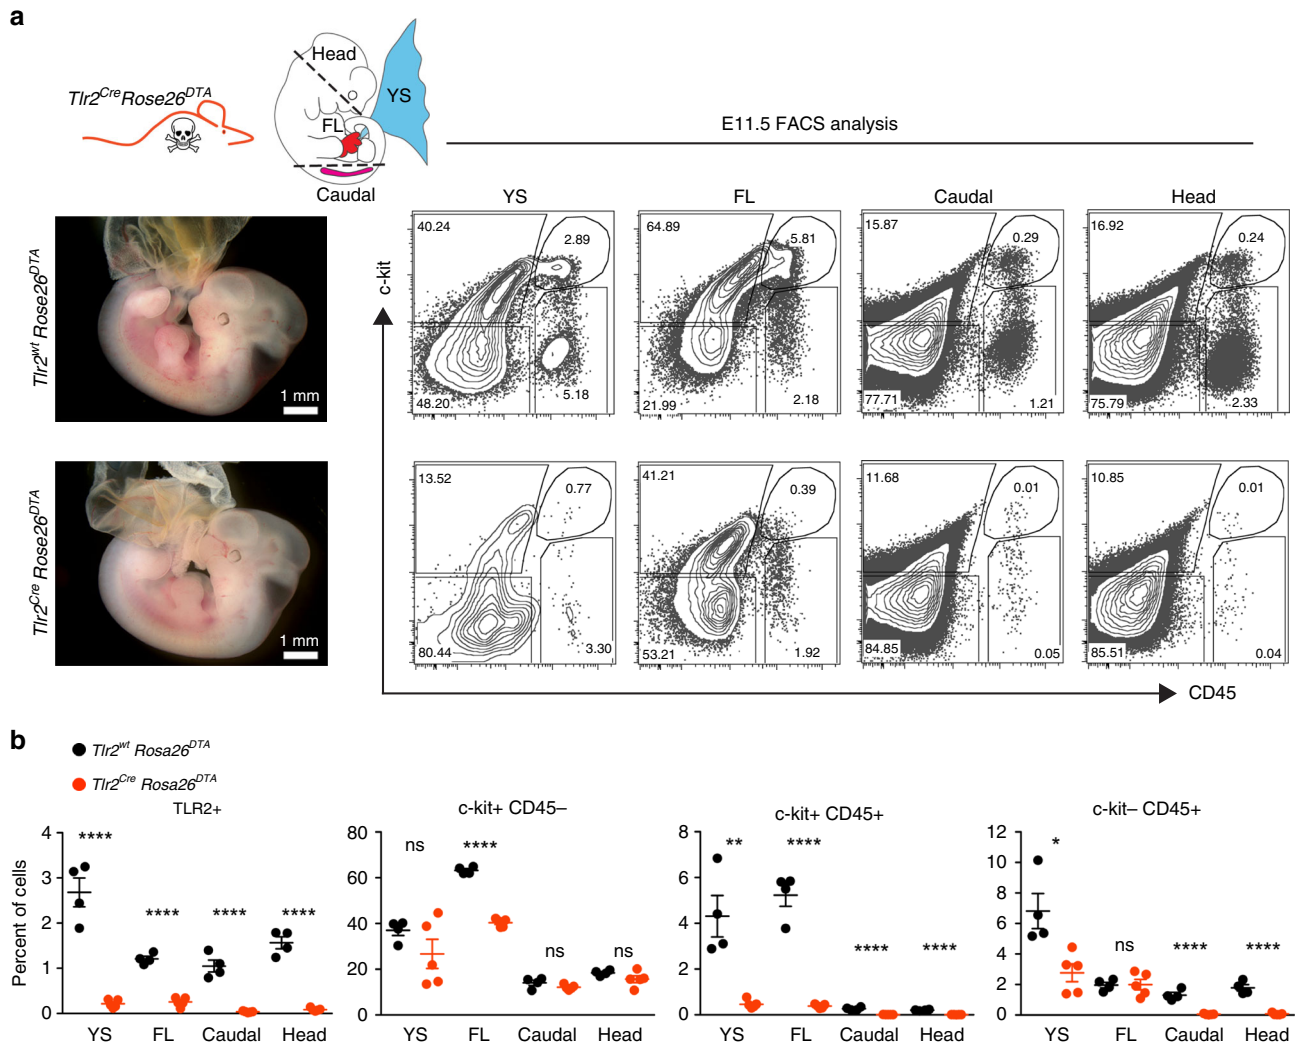 a
Head
Tlr2^Cre Rose26^DTA
YS
FL
E11.5 FACS analysis
Caudal
YS FL Caudal Head
Tlr2^wt Rose26^DTA
1 mm
c-kit
40.24 2.89 48.20 5.18
64.89 5.81 21.99 2.18
15.87 0.29 77.71 1.21
16.92 0.24 75.79 2.33
Tlr2^Cre Rose26^DTA
1 mm
13.52 0.77 80.44 3.30
41.21 0.39 53.21 1.92
11.68 0.01 84.85 0.05
10.85 0.01 85.51 0.04
CD45
b
Tlr2^wt Rosa26^DTA
Tlr2^Cre Rosa26^DTA
Percent of cells
TLR2+
4
3
2
1
0
**** **** **** ****
YS FL Caudal Head
c-kit+ CD45–
80
60
40
20
0
ns **** ns ns
YS FL Caudal Head
c-kit+ CD45+
8
6
4
2
0
** **** **** ****
YS FL Caudal Head
c-kit– CD45+
12
10
8
6
4
2
0
* ns **** ****
YS FL Caudal Head